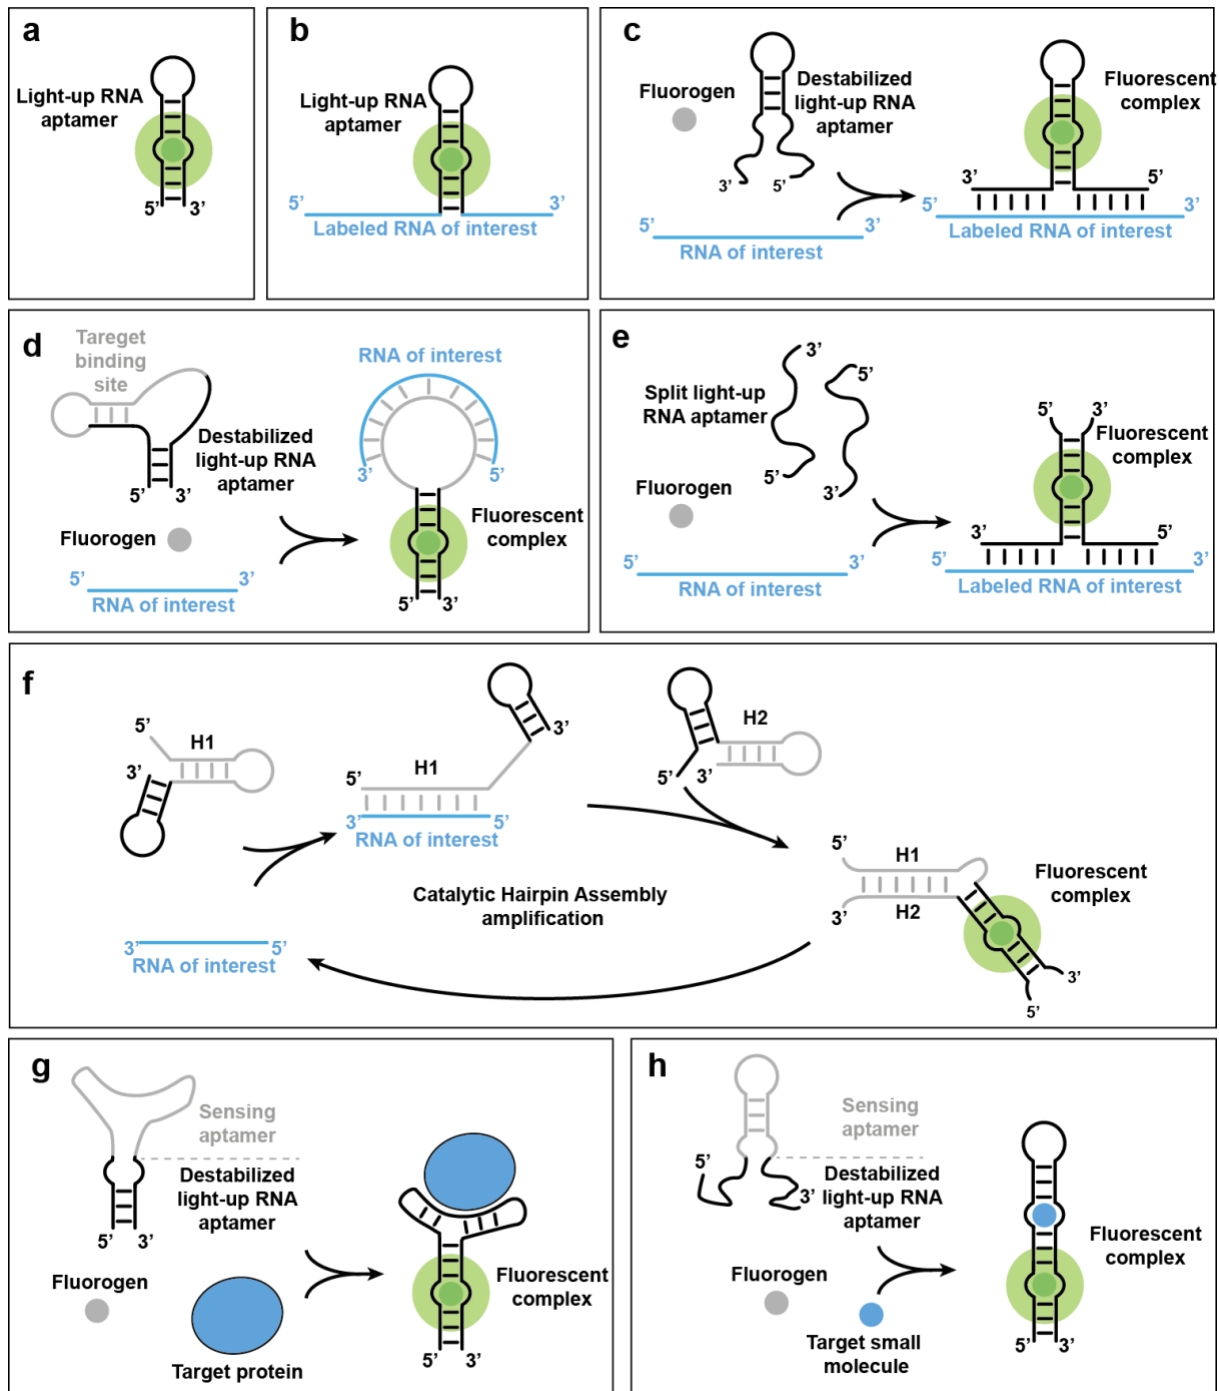 a
Light-up RNA
aptamer
5’ 3’
b
Light-up RNA
aptamer
5’ 3’
Labeled RNA of interest
c
Fluorogen
Destabilized
light-up RNA
aptamer
3’ 5’
5’ 3’
RNA of interest
Fluorescent
complex
3’ 5’
5’ 3’
Labeled RNA of interest
d
Tareget
binding
site
Destabilized
light-up RNA
aptamer
5’ 3’
Fluorogen
5’ 3’
RNA of interest
RNA of interest
3’ 5’
Fluorescent
complex
5’ 3’
e
3’
5’
Split light-up
RNA aptamer
5’
3’
Fluorogen
5’ 3’
RNA of interest
5’ 3’
Fluorescent
complex
3’ 5’
5’ 3’
Labeled RNA of interest
f
5’
H1
3’
3’
H1
5’
3’ 5’
RNA of interest
H2
5’ 3’
Catalytic Hairpin Assembly
amplification
3’ 5’
RNA of interest
5’
H1
H2
3’
Fluorescent
complex
3’
5’
g
Sensing
aptamer
Destabilized
light-up RNA
aptamer
5’ 3’
Fluorogen
Target protein
Fluorescent
complex
5’ 3’
h
Sensing
aptamer
5’
Destabilized
light-up RNA
aptamer
3’
Fluorogen
Target small
molecule
Fluorescent
complex
5’ 3’